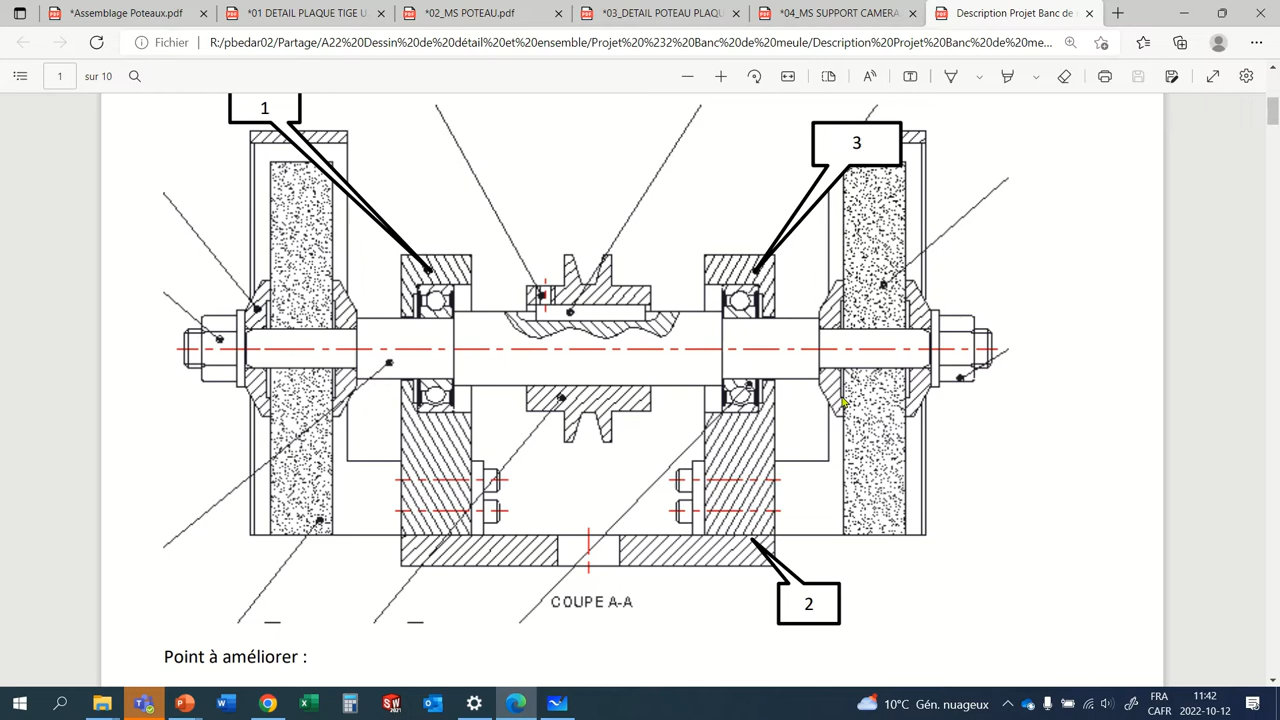 *Assemblage Poteaux.pdf
*01 DETAIL PLAQUE TIGE U
*02_MS POTEAU.pdf
*03_DETAIL POTEAU PLAQU
*04_MS SUPPORT CAMERA
Description Projet Banc de
Fichier
R:/pbedar02/Partage/A22%20Dessin%20de%20détail%20et%20ensemble/Projet%20%232%20Banc%20de%20meule/Description%20Projet%20Banc%20de%20me...
1
sur 10
1
3
2
COUPE A-A
Point à améliorer :
10°C Gén. nuageux
FRA
CAFR
11:42
2022-10-12